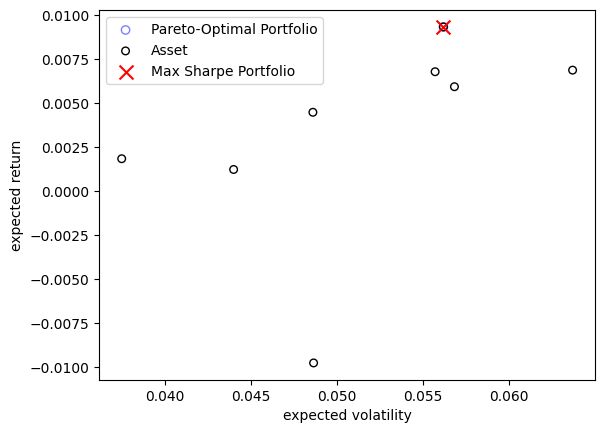 Pareto-Optimal Portfolio
Asset
Max Sharpe Portfolio
0.0100
0.0075
0.0050
0.0025
0.0000
−0.0025
−0.0050
−0.0075
−0.0100
expected return
0.040 0.045 0.050 0.055 0.060
expected volatility